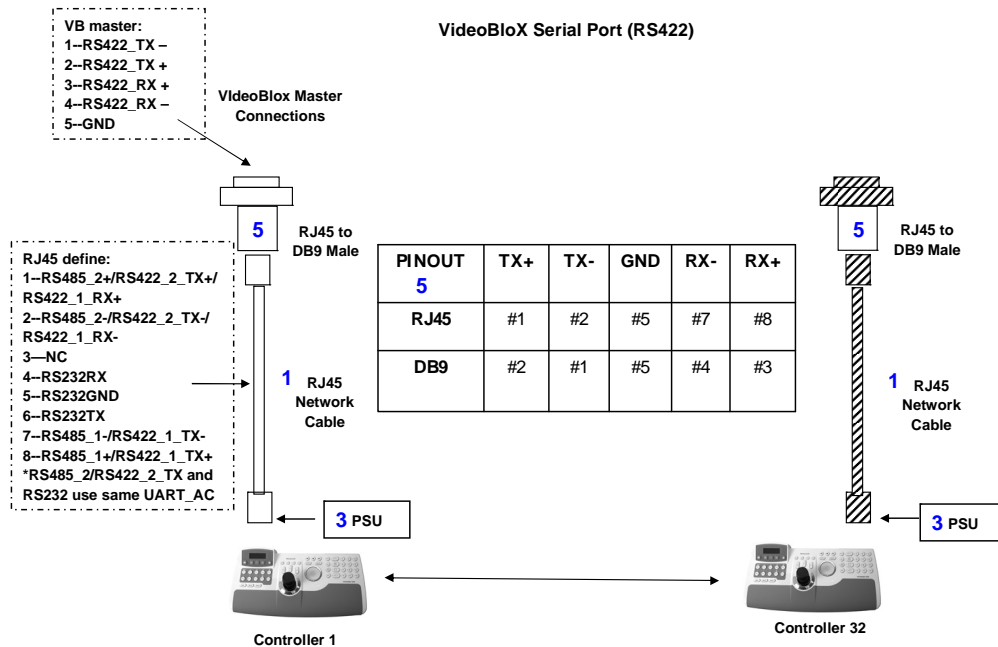 VideoBloX Serial Port (RS422)
VB master:
1--RS422_TX –
2--RS422_TX +
3--RS422_RX +
4--RS422_RX –
5--GND
VIdeoBlox Master
Connections
5
RJ45 to
DB9 Male
RJ45 define:
1--RS485_2+/RS422_2_TX+/
RS422_1_RX+
2--RS485_2-/RS422_2_TX-/
RS422_1_RX-
3—NC
4--RS232RX
5--RS232GND
6--RS232TX
7--RS485_1-/RS422_1_TX-
8--RS485_1+/RS422_1_TX+
*RS485_2/RS422_2_TX and
RS232 use same UART_AC
1 RJ45
Network
Cable
3 PSU
Controller 1
PINOUT 5 TX+ TX- GND RX- RX+
RJ45 #1 #2 #5 #7 #8
DB9 #2 #1 #5 #4 #3
5
RJ45 to
DB9 Male
1 RJ45
Network
Cable
3 PSU
Controller 32